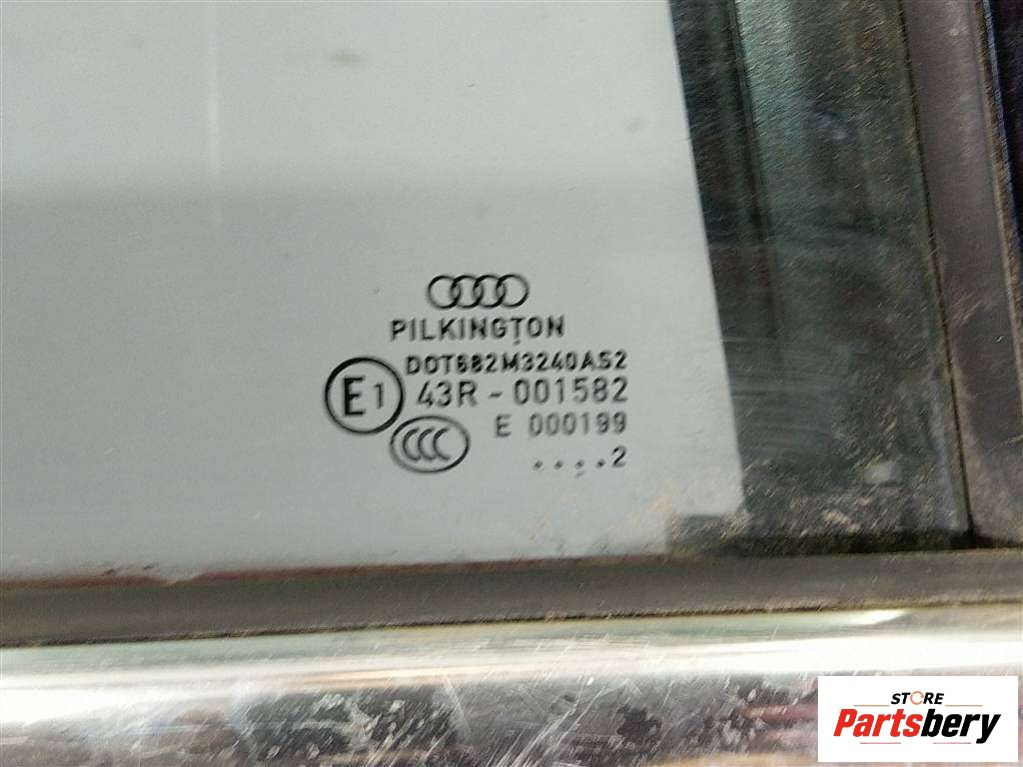 PILKINGTON
DOT682M3240AS2
E1 43R - 001582
CCC E 000199
....2
STORE
Partsbery